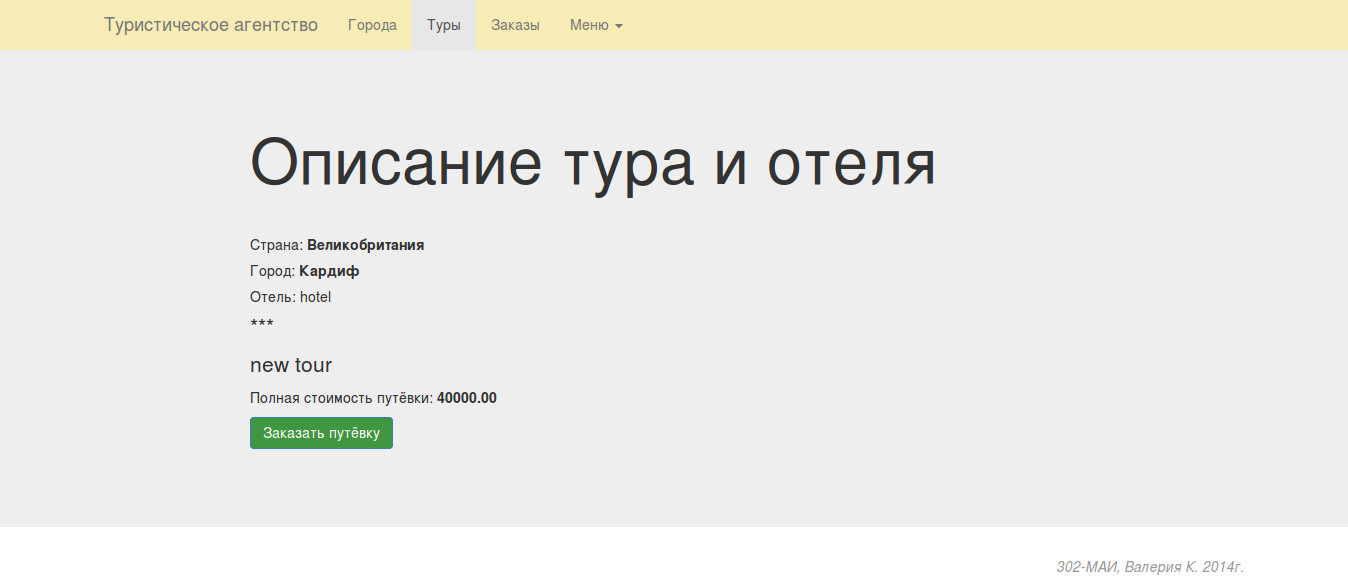 Туристическое агентство Города Туры Заказы Меню
Описание тура и отеля
Страна: Великобритания
Город: Кардиф
Отель: hotel
***
new tour
Полная стоимость путёвки: 40000.00
Заказать путёвку
302-МАИ, Валерия К. 2014г.